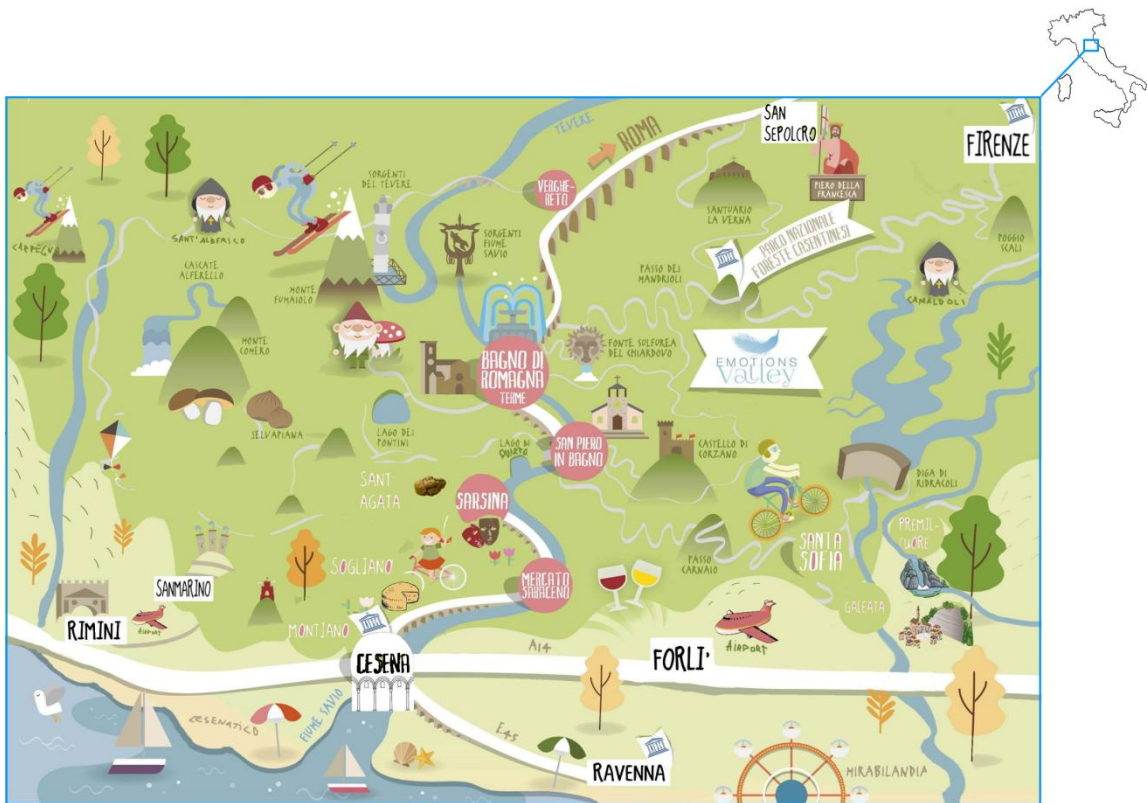 TEVERE
ROMA
SAN
SEPOLCRO
FIRENZE
PIERO DELLA
FRANCESCA
SORGENTI
DEL TEVERE
VERGHE-
RETO
SANTUARIO
LA VERNA
PARCO NAZIONALE
FORESTE CASENTINESI
POGGIO
SCALI
SANT'ALBERICO
CARPEGNA
SORGENTI
FIUME
SAVIO
CASCATE
ALFERELLO
MONTE
FUMAIOLO
PASSO DEI
MANDRIOLI
CAMALDOLI
MONTE
COMERO
BAGNO DI
ROMAGNA
TERME
FONTE SULFUREA
DEL CHIARDOVO
EMOTIONS
Valley
SELVAPIANA
LAGO DEI
PONTINI
LAGO DI
QUARTO
SAN PIERO
IN BAGNO
CASTELLO DI
CORZANO
DIGA DI
RIDRACOLI
SANT'
AGATA
SARSINA
PREMIL-
CUORE
SANTA
SOFIA
PASSO
CARNAIO
SOGLIANO
MERCATO
SARACENO
GALEATA
SANMARINO
RIMINI
AIRPORT
MONTIANO
CESENA
A14
FORLI'
AIRPORT
CESENATICO
FIUME SAVIO
E45
RAVENNA
MIRABILANDIA